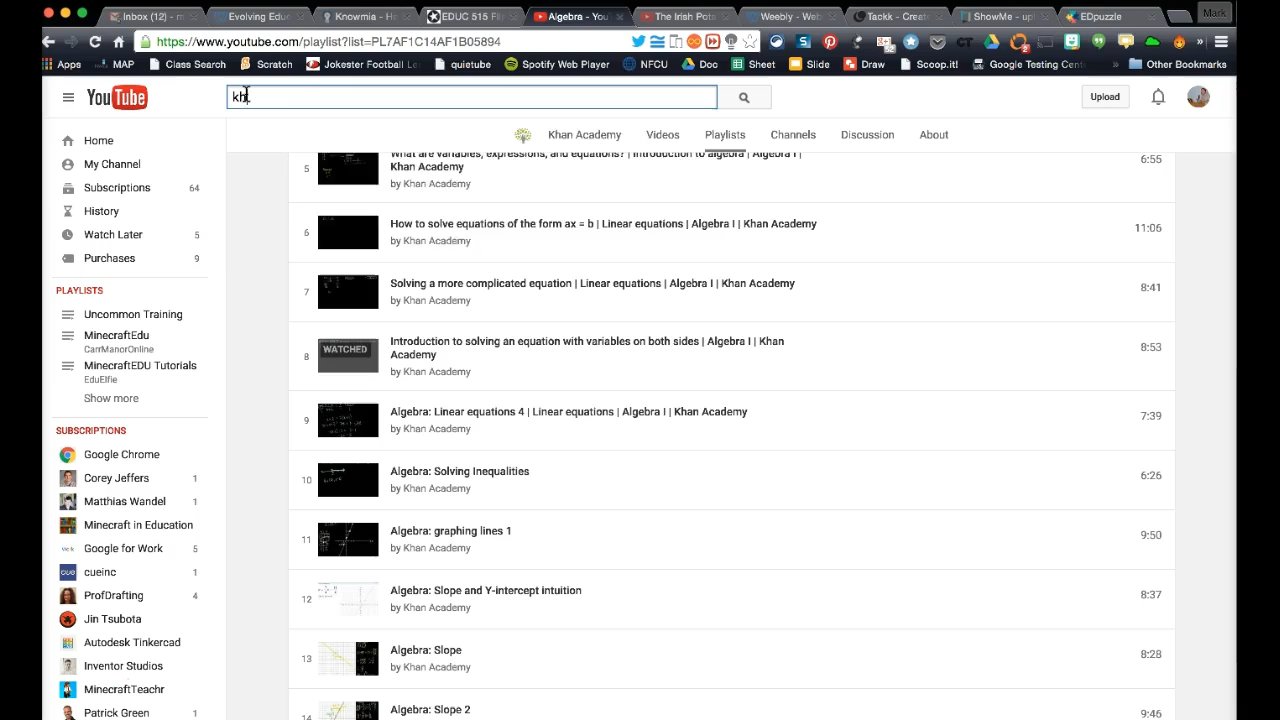 Inbox (12) - m
Evolving Educ
Knowmia - He
EDUC 515 Fli
Algebra - You
The Irish Pots
Weebly - Web
Tackk - Create
ShowMe - upl
EDpuzzle
Mark
https://www.youtube.com/playlist?list=PL7AF1C14AF1B05894
Apps
MAP
Class Search
Scratch
Jokester Football Le
quietube
Spotify Web Player
NFCU
Doc
Sheet
Slide
Draw
Scoop.it!
Google Testing Cente
»
Other Bookmarks
YouTube
kh
Upload
Khan Academy
Videos
Playlists
Channels
Discussion
About
Home
My Channel
Subscriptions 64
History
Watch Later 5
Purchases 9
PLAYLISTS
Uncommon Training
MinecraftEdu
CarrManorOnline
MinecraftEDU Tutorials
EduElfie
Show more
SUBSCRIPTIONS
Google Chrome
Corey Jeffers 1
Matthias Wandel 1
Minecraft in Education
Google for Work 5
cueinc 1
ProfDrafting 4
Jin Tsubota
Autodesk Tinkercad
Inventor Studios
MinecraftTeachr
Patrick Green 1
5 What are variables, expressions, and equations? | Introduction to algebra | Algebra I | 6:55
Khan Academy
by Khan Academy
6 How to solve equations of the form ax = b | Linear equations | Algebra I | Khan Academy 11:06
by Khan Academy
7 Solving a more complicated equation | Linear equations | Algebra I | Khan Academy 8:41
by Khan Academy
8 WATCHED Introduction to solving an equation with variables on both sides | Algebra I | Khan 8:53
Academy
by Khan Academy
9 Algebra: Linear equations 4 | Linear equations | Algebra I | Khan Academy 7:39
by Khan Academy
10 Algebra: Solving Inequalities 6:26
by Khan Academy
11 Algebra: graphing lines 1 9:50
by Khan Academy
12 Algebra: Slope and Y-intercept intuition 8:37
by Khan Academy
13 Algebra: Slope 8:28
by Khan Academy
14 Algebra: Slope 2 9:46